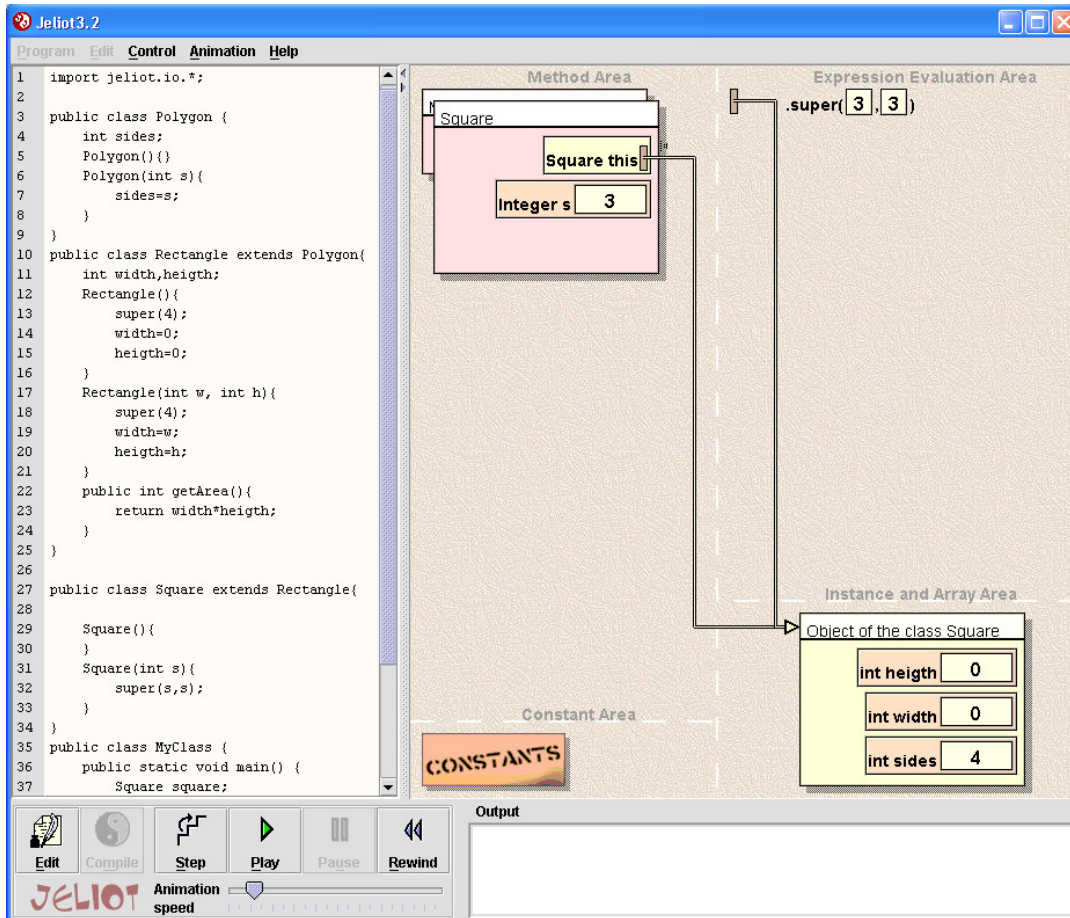 Jeliot3.2
Program Edit Control Animation Help
1 import jeliot.io.*;
2
3 public class Polygon {
4 int sides;
5 Polygon(){}
6 Polygon(int s){
7 sides=s;
8 }
9 }
10 public class Rectangle extends Polygon{
11 int width,heigth;
12 Rectangle(){
13 super(4);
14 width=0;
15 heigth=0;
16 }
17 Rectangle(int w, int h){
18 super(4);
19 width=w;
20 heigth=h;
21 }
22 public int getArea(){
23 return width*heigth;
24 }
25 }
26
27 public class Square extends Rectangle{
28
29 Square(){
30 }
31 Square(int s){
32 super(s,s);
33 }
34 }
35 public class MyClass {
36 public static void main() {
37 Square square;
Method Area
Square
Square this
Integer s 3
Expression Evaluation Area
.super( 3 , 3 )
Constant Area
CONSTANTS
Instance and Array Area
Object of the class Square
int heigth 0
int width 0
int sides 4
Edit Compile Step Play Pause Rewind
JELIOT
Animation
speed
Output